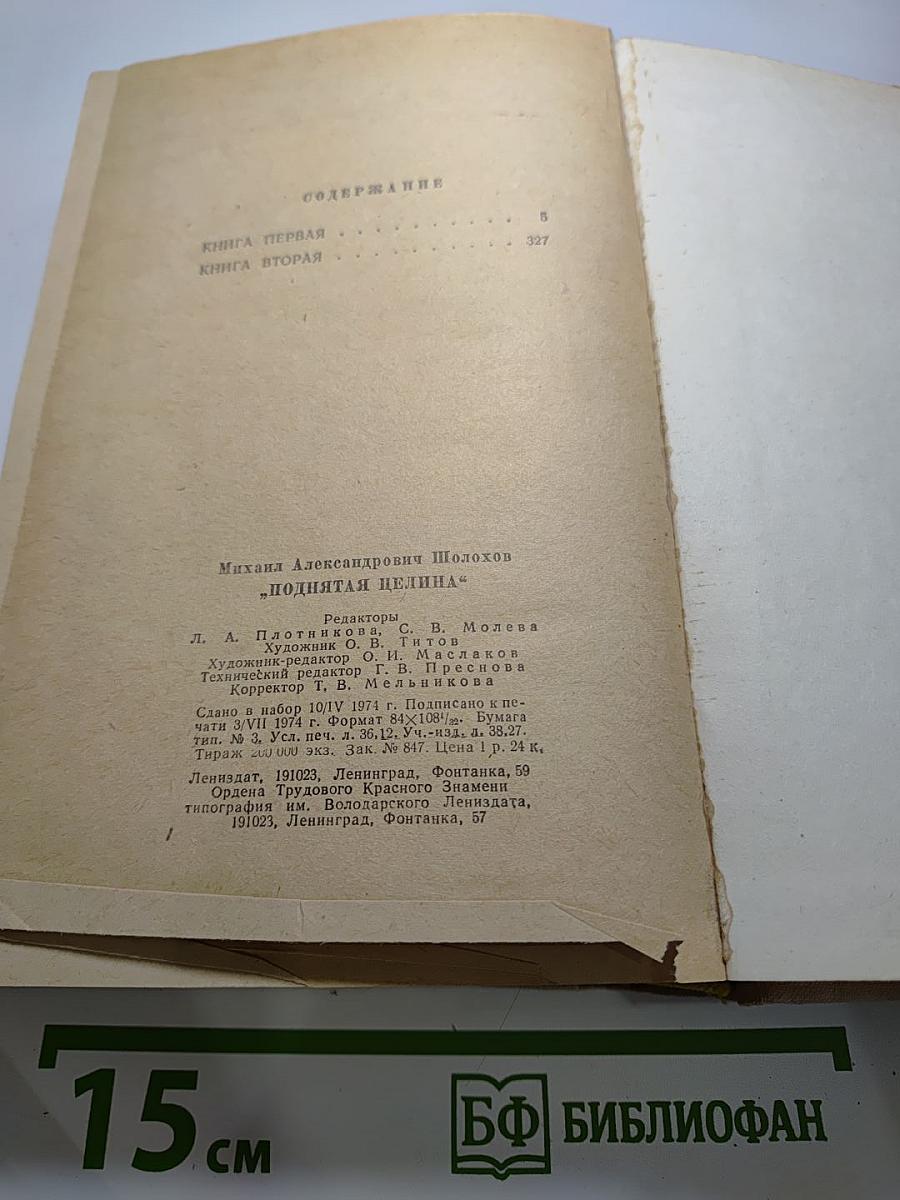 СОДЕРЖАНИЕ
КНИГА ПЕРВАЯ . . . . . . . . . . 5
КНИГА ВТОРАЯ . . . . . . . . . . 327
Михаил Александрович Шолохов
„ПОДНЯТАЯ ЦЕЛИНА“
Редакторы
Л. А. Плотникова, С. В. Молева
Художник О. В. Титов
Художник-редактор О. И. Маслаков
Технический редактор Г. В. Преснова
Корректор Т. В. Мельникова
Сдано в набор 10/IV 1974 г. Подписано к пе-
чати 3/VII 1974 г. Формат 84×108¹/₃₂. Бумага
тип. № 3. Усл. печ. л. 36,12. Уч.-изд. л. 38,27.
Тираж 200 000 экз. Зак. № 847. Цена 1 р. 24 к.
Лениздат, 191023, Ленинград, Фонтанка, 59
Ордена Трудового Красного Знамени
типография им. Володарского Лениздата,
191023, Ленинград, Фонтанка, 57
15 см
БФ БИБЛИОФАН